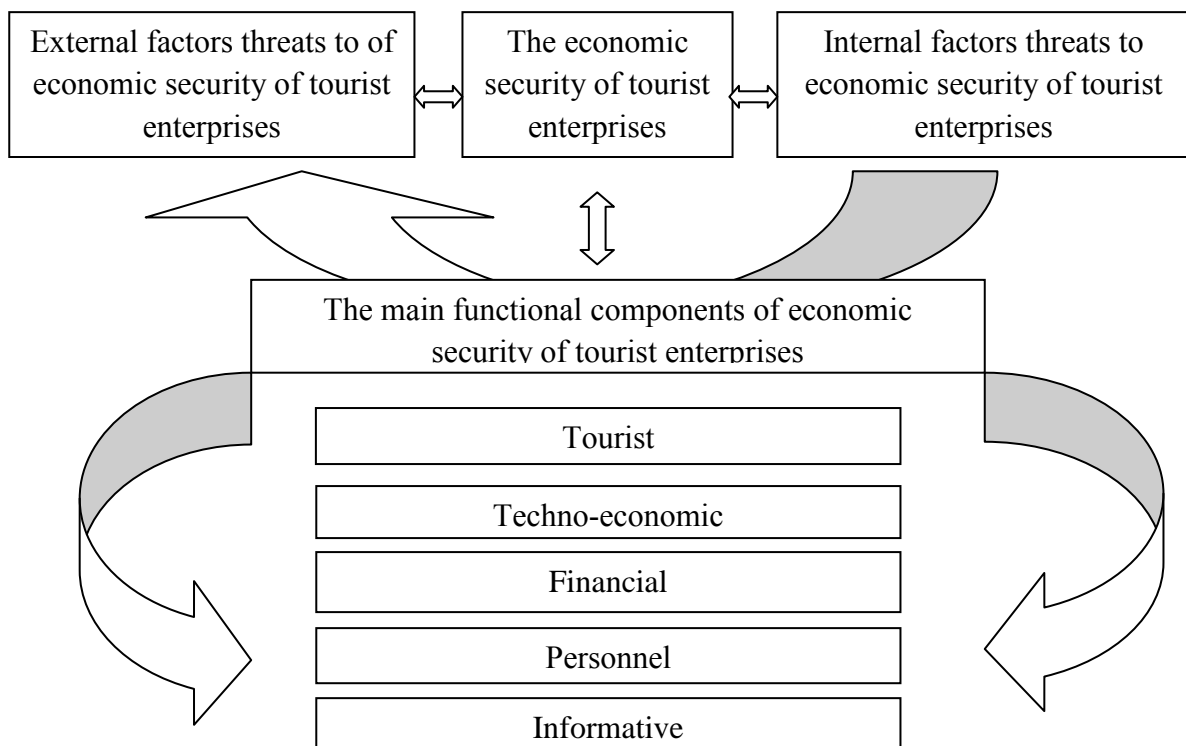 External factors threats to of
economic security of tourist
enterprises
The economic
security of tourist
enterprises
Internal factors threats to
economic security of tourist
enterprises
The main functional components of economic
security of tourist enterprises
Tourist
Techno-economic
Financial
Personnel
Informative